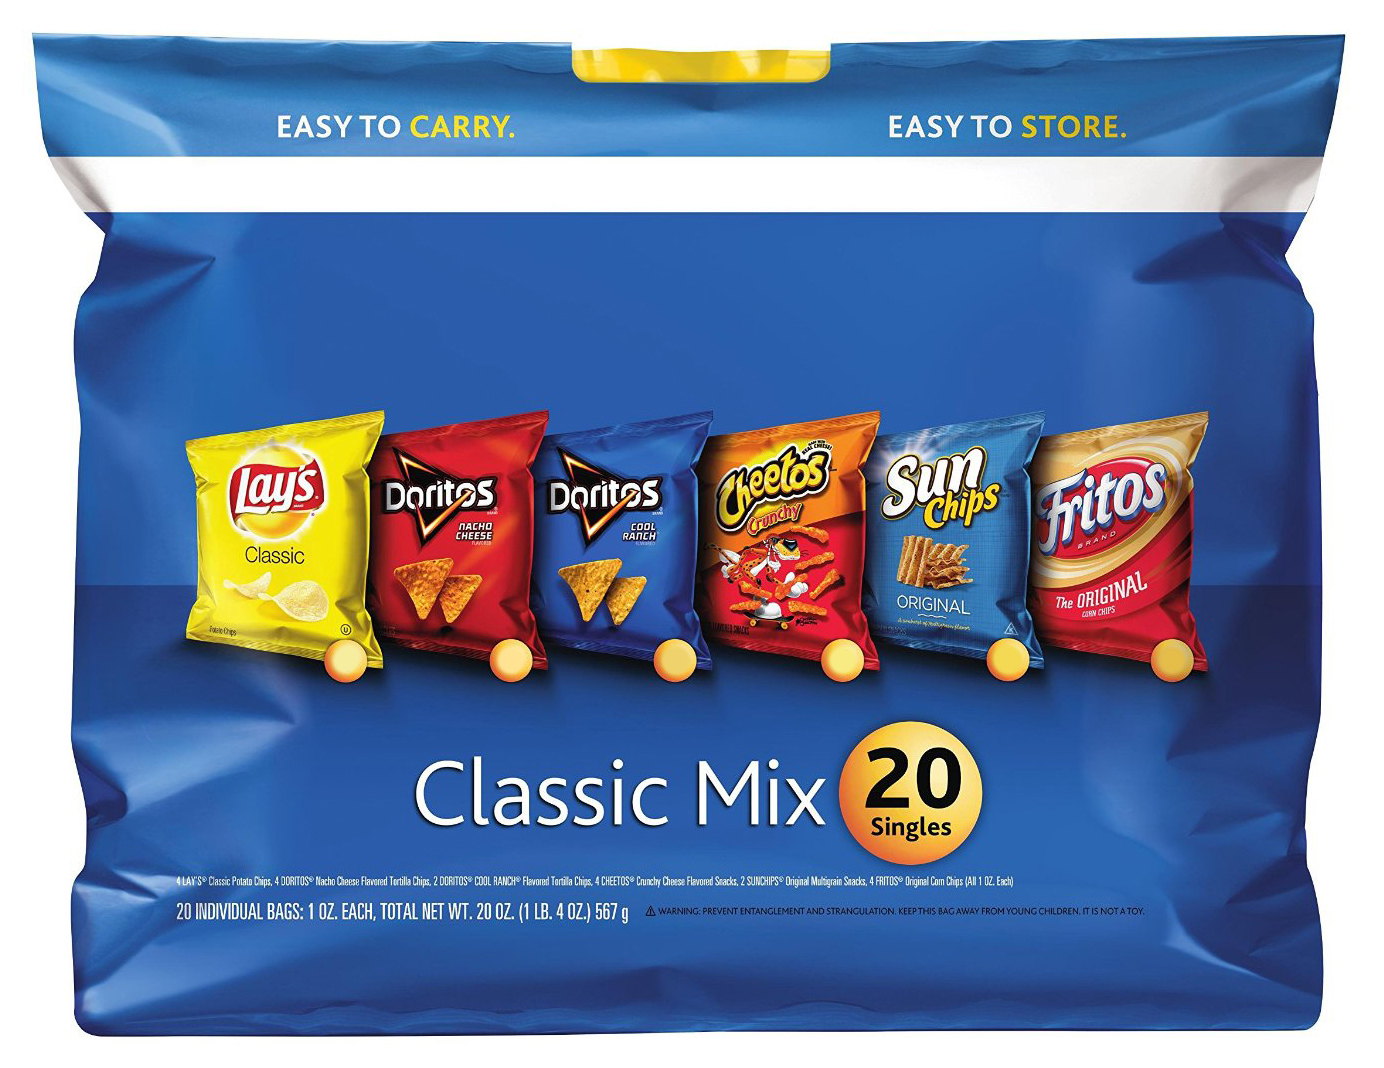 EASY TO CARRY.
EASY TO STORE.
Lay's
Classic
Potato Chips
Doritos
NACHO
CHEESE
Doritos
COOL
RANCH
Cheetos
Crunchy
Sun
Chips
ORIGINAL
Fritos
BRAND
The ORIGINAL
CORN CHIPS
Classic Mix
20
Singles
4 LAY'S® Classic Potato Chips, 4 DORITOS® Nacho Cheese Flavored Tortilla Chips, 2 DORITOS® COOL RANCH® Flavored Tortilla Chips, 4 CHEETOS® Crunchy Cheese Flavored Snacks, 2 SUNCHIPS® Original Multigrain Snacks, 4 FRITOS® Original Corn Chips (All 1 OZ. Each)
20 INDIVIDUAL BAGS: 1 OZ. EACH, TOTAL NET WT. 20 OZ. (1 LB. 4 OZ.) 567 g
WARNING: PREVENT ENTANGLEMENT AND STRANGULATION. KEEP THIS BAG AWAY FROM YOUNG CHILDREN. IT IS NOT A TOY.